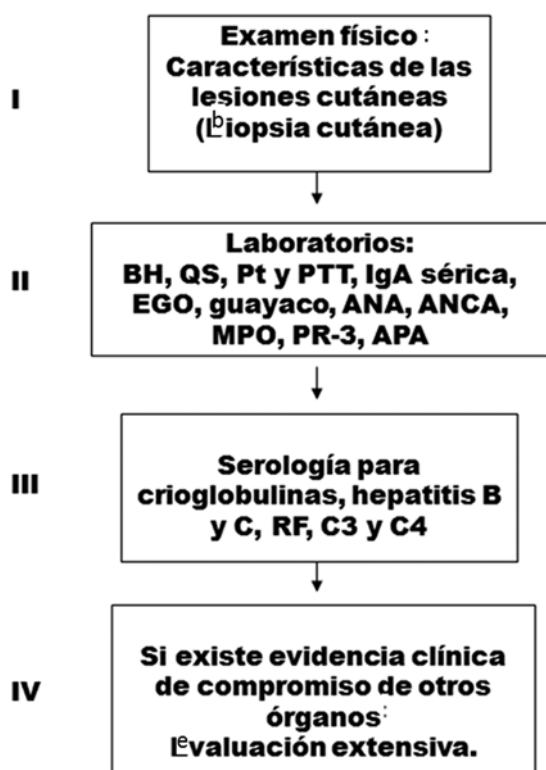 I
Examen físico:
Características de las
lesiones cutáneas
(biopsia cutánea)
II
Laboratorios:
BH, QS, Pt y PTT, IgA sérica,
EGO, guayaco, ANA, ANCA,
MPO, PR-3, APA
III
Serología para
crioglobulinas, hepatitis B
y C, RF, C3 y C4
IV
Si existe evidencia clínica
de compromiso de otros
órganos:
evaluación extensiva.